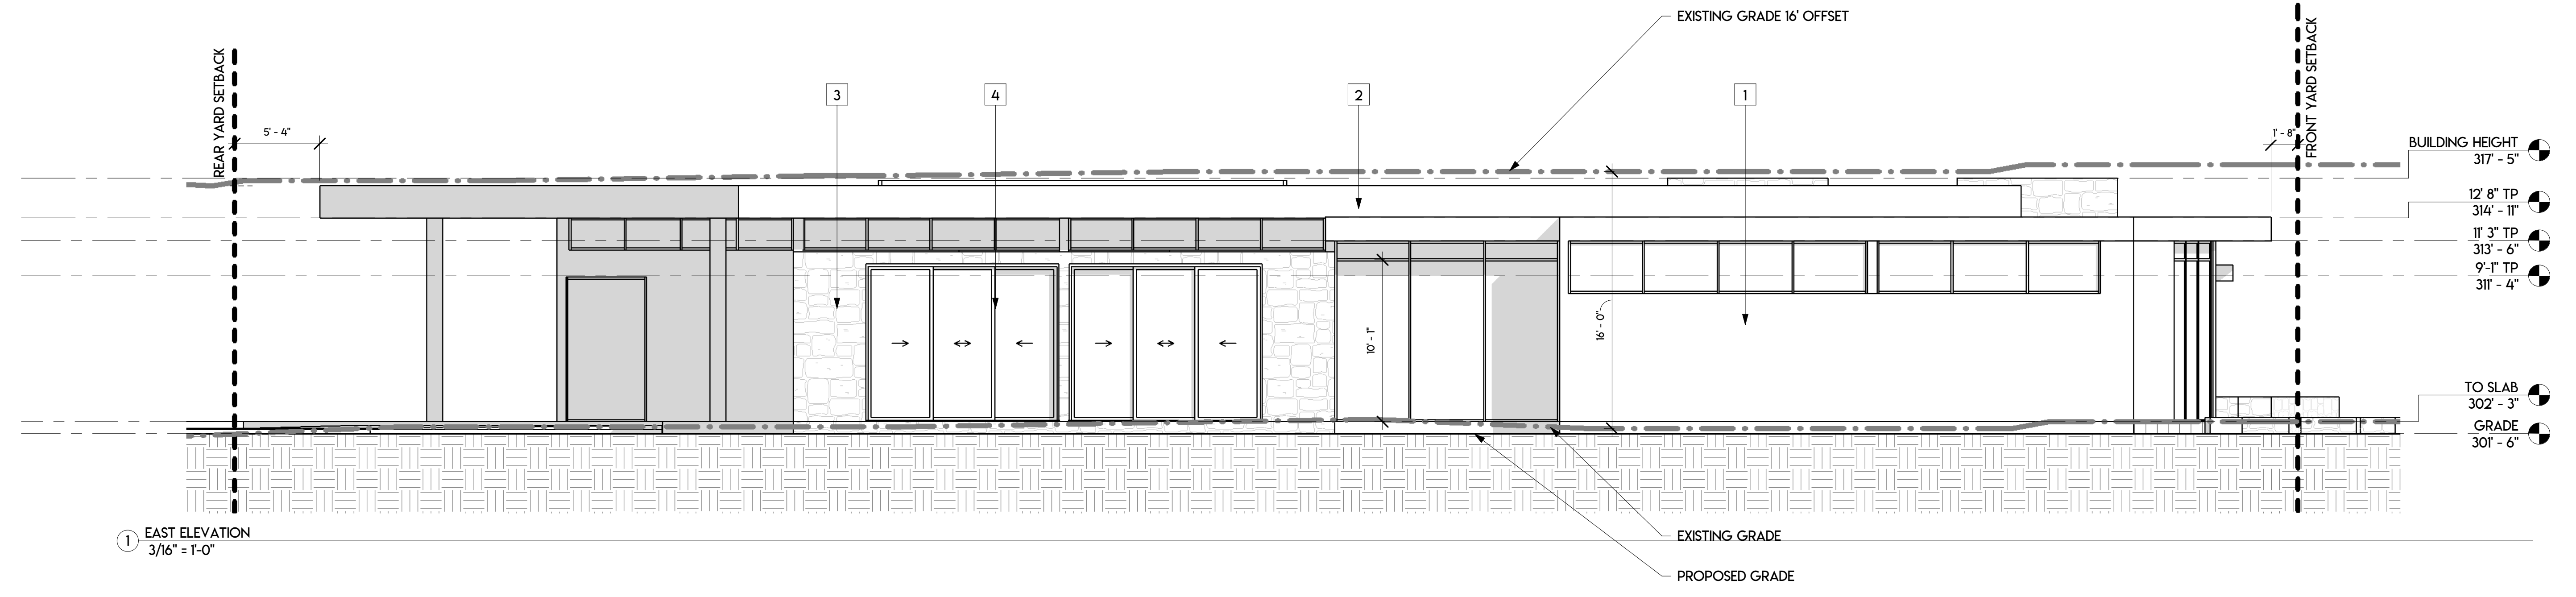 EXISTING GRADE 16' OFFSET
REAR YARD SETBACK
FRONT YARD SETBACK
3
4
2
1
5' - 4"
1' - 8"
BUILDING HEIGHT
317' - 5"
12' 8" TP
314' - 11"
11' 3" TP
313' - 6"
9'-1" TP
311' - 4"
10' - 1"
16' - 0"
TO SLAB
302' - 3"
GRADE
301' - 6"
1
EAST ELEVATION
3/16" = 1'-0"
EXISTING GRADE
PROPOSED GRADE